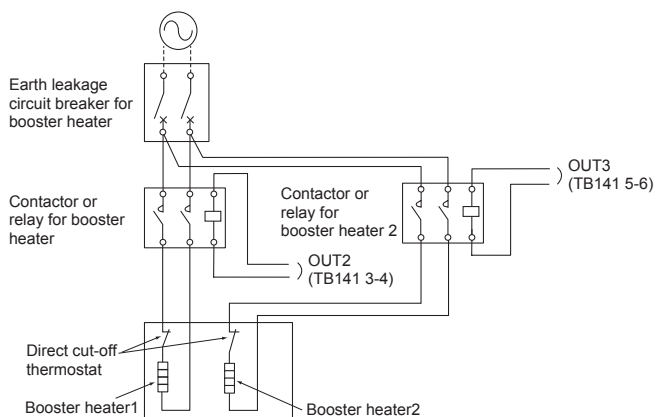 Earth leakage
circuit breaker for
booster heater
OUT3
(TB141 5-6)
Contactor or
relay for booster
heater
Contactor or
relay for
booster heater 2
OUT2
(TB141 3-4)
Direct cut-off
thermostat
Booster heater1
Booster heater2